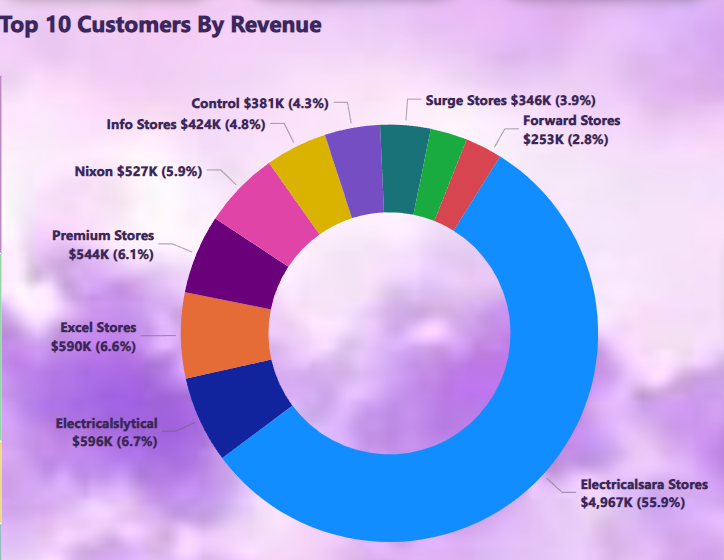 Top 10 Customers By Revenue
Control $381K (4.3%)
Surge Stores $346K (3.9%)
Info Stores $424K (4.8%)
Forward Stores
$253K (2.8%)
Nixon $527K (5.9%)
Premium Stores
$544K (6.1%)
Excel Stores
$590K (6.6%)
Electricalslytical
$596K (6.7%)
Electricalsara Stores
$4,967K (55.9%)